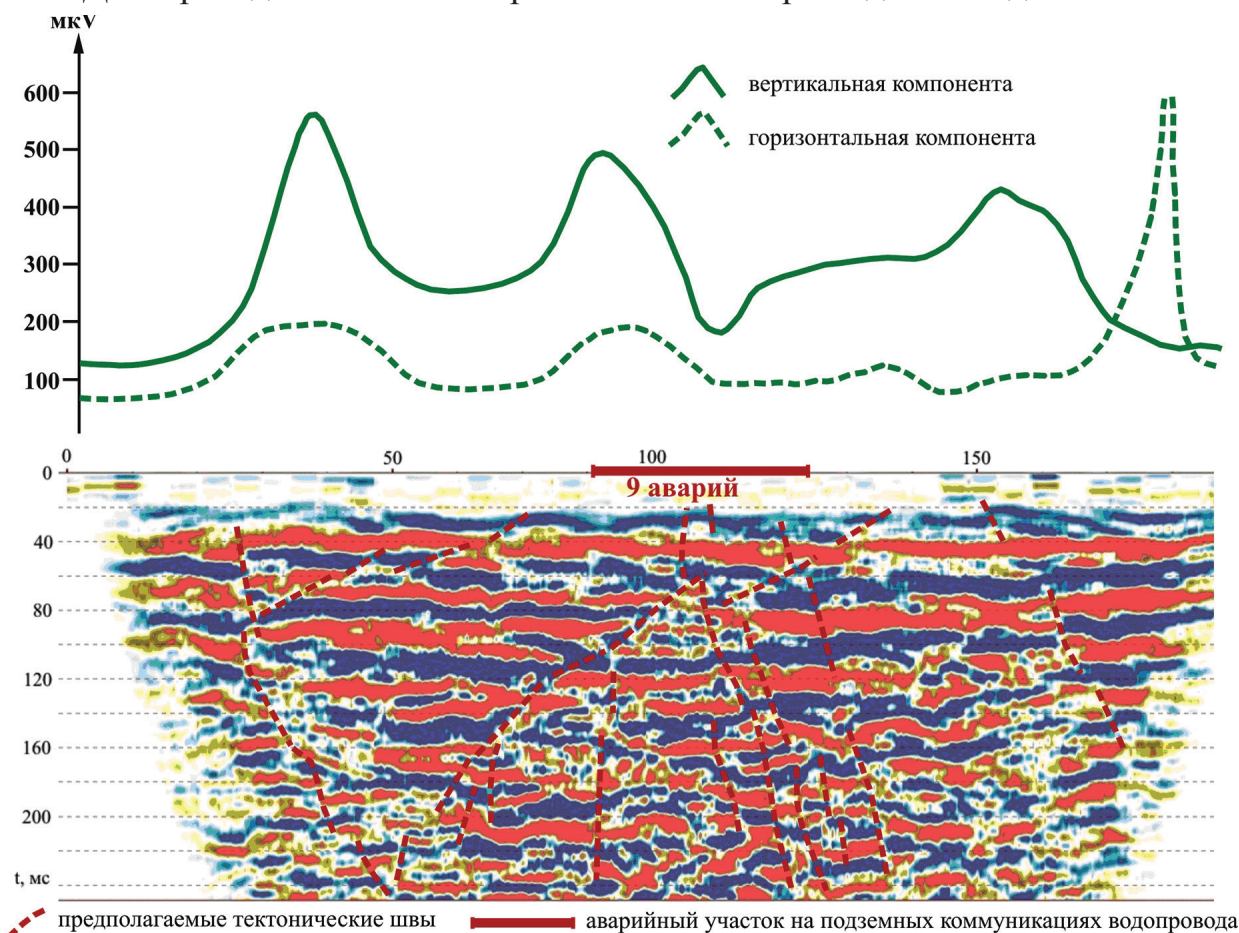 мкV
600
500
400
300
200
100
вертикальная компонента
горизонтальная компонента
0 50 100 150
0
9 аварий
40
80
120
160
200
t, мс
предполагаемые тектонические швы
аварийный участок на подземных коммуникациях водопровода